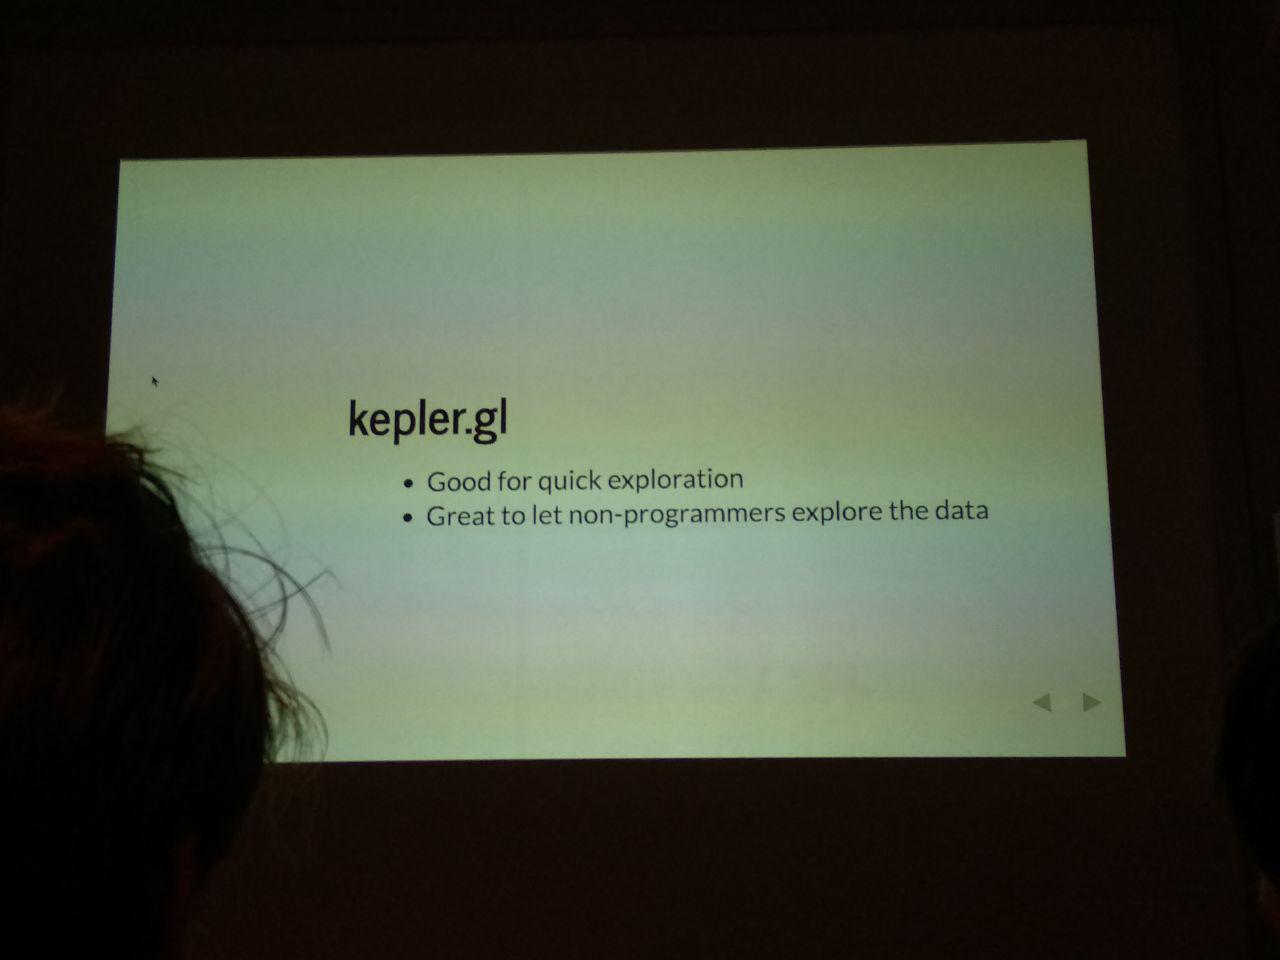 kepler.gl
• Good for quick exploration
• Great to let non-programmers explore the data